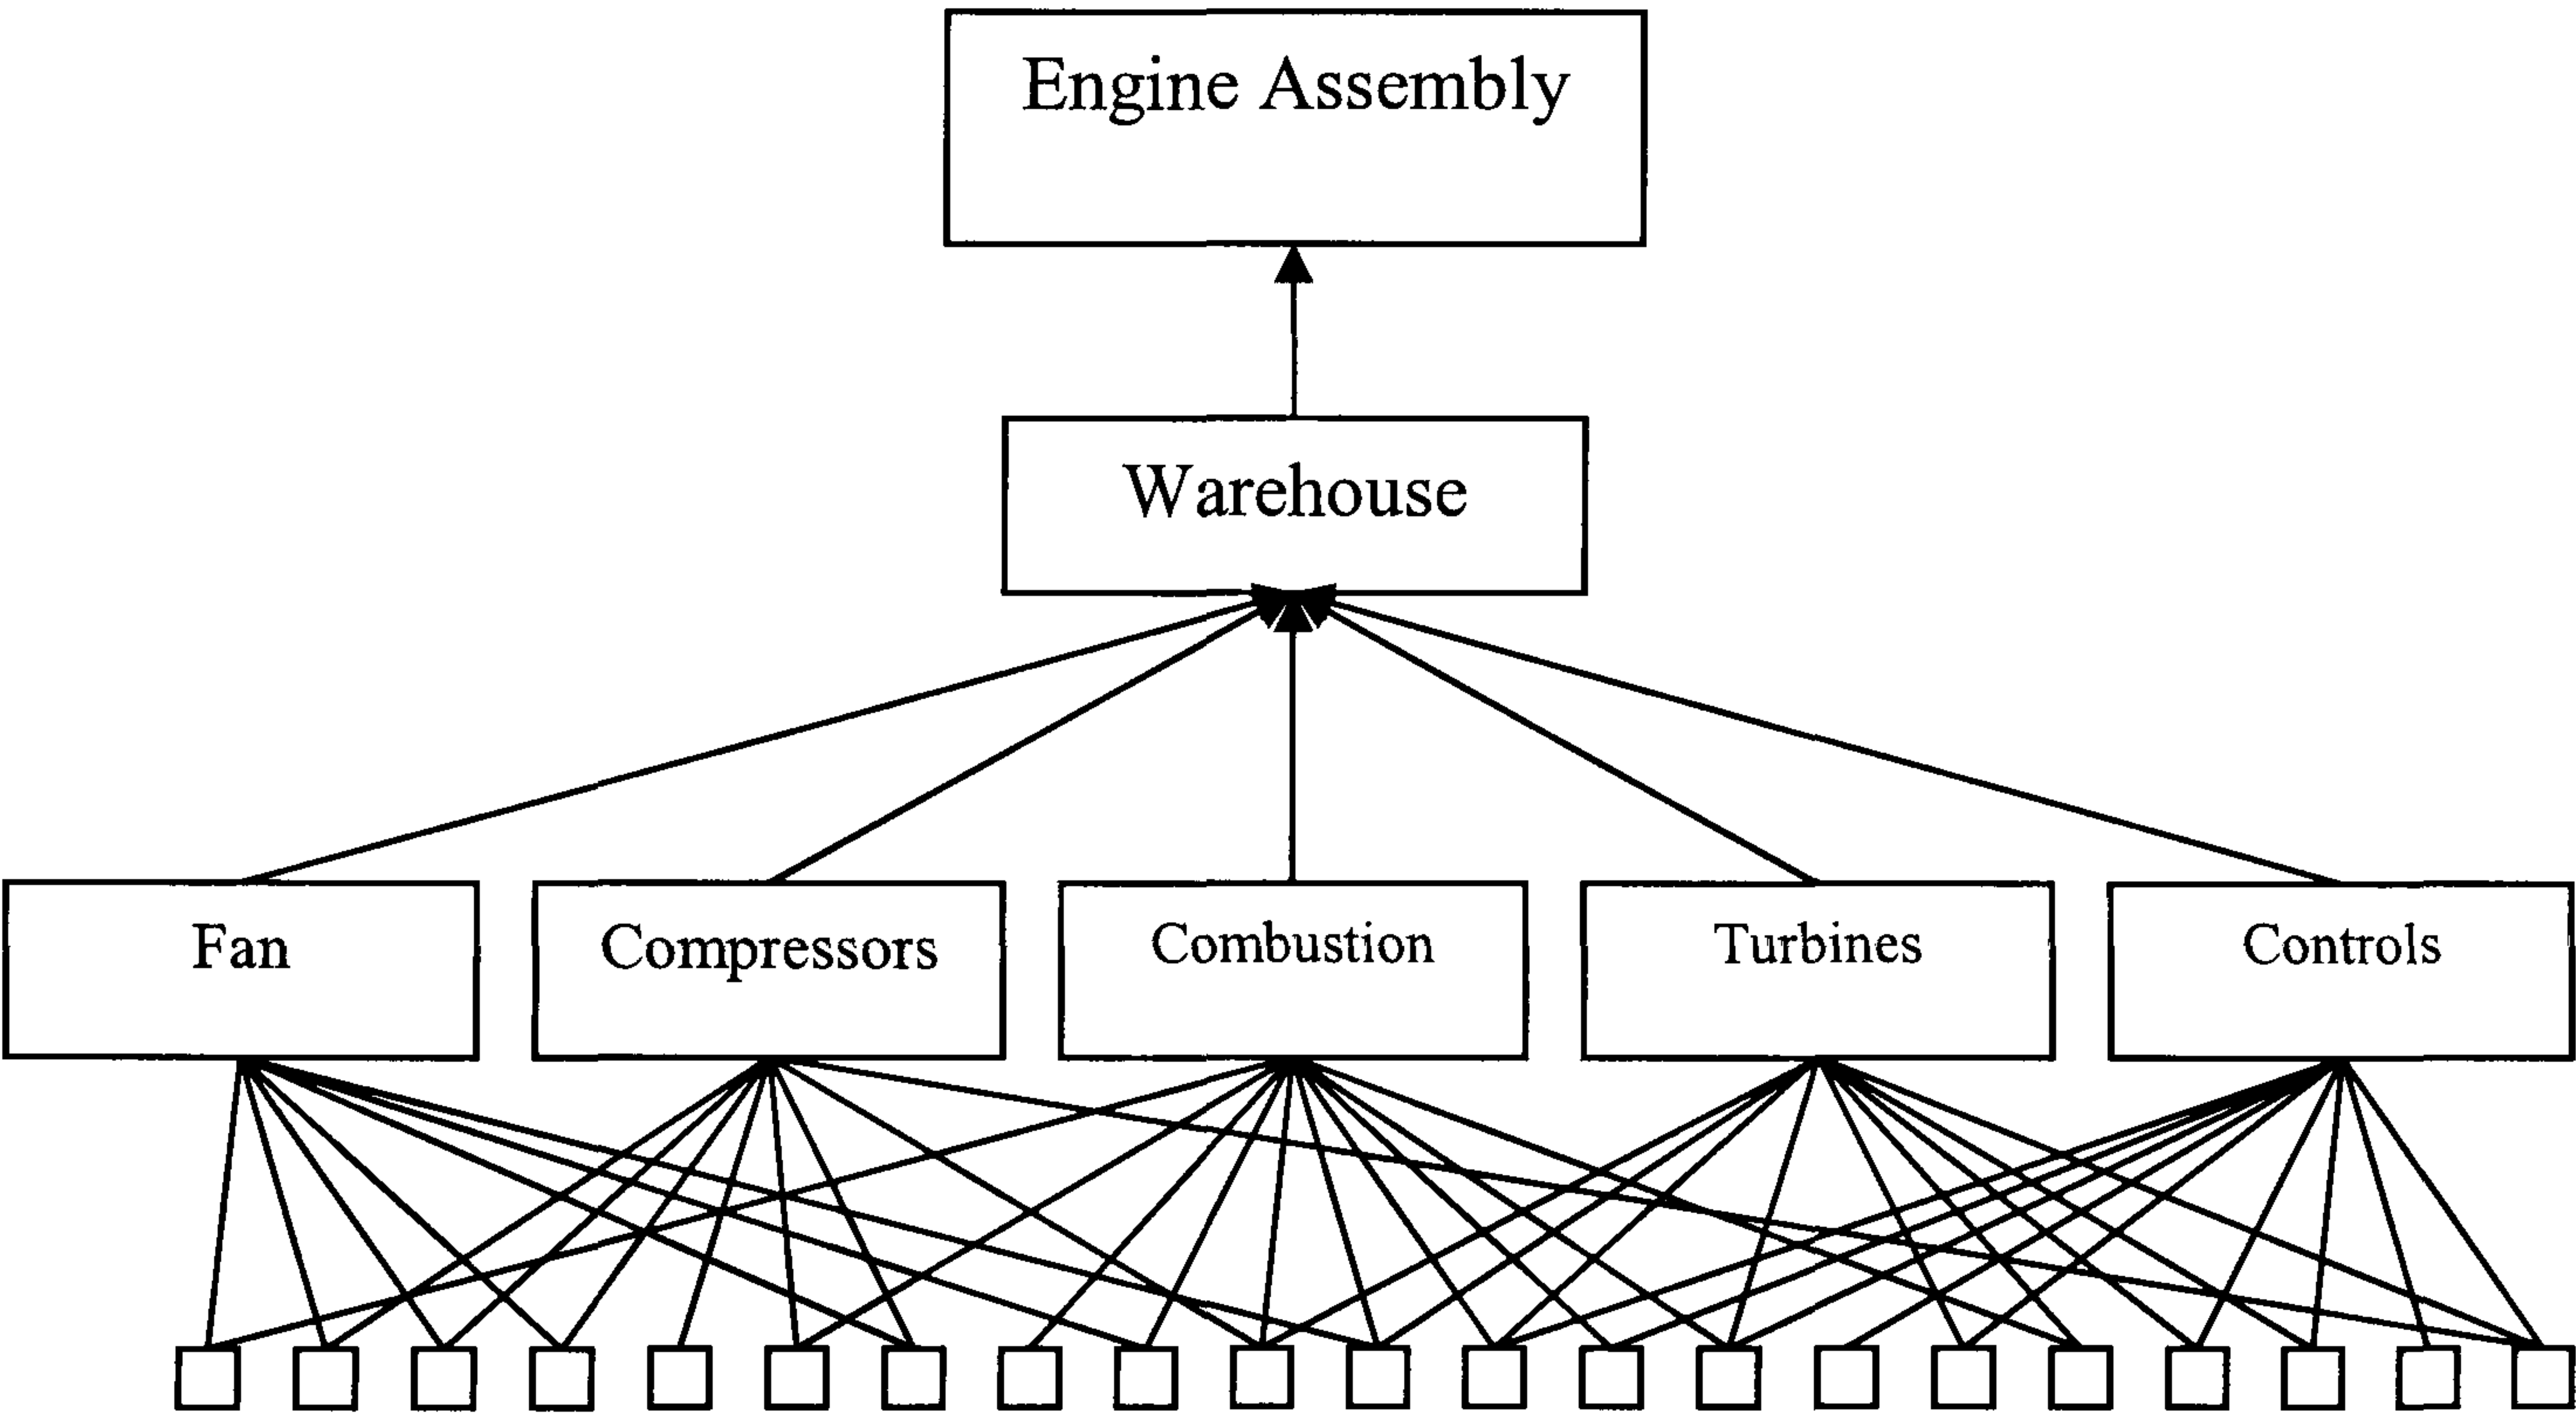 Engine Assembly
Warehouse
Fan
Compressors
Combustion
Turbines
Controls